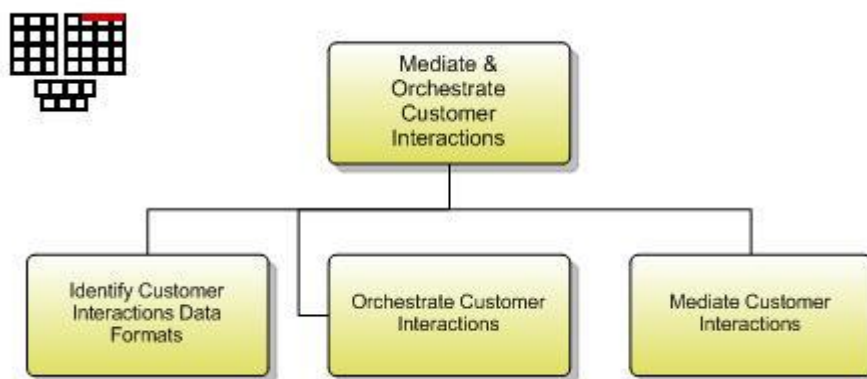 Mediate &
Orchestrate
Customer
Interactions
Identify Customer
Interactions Data
Formats
Orchestrate Customer
Interactions
Mediate Customer
Interactions